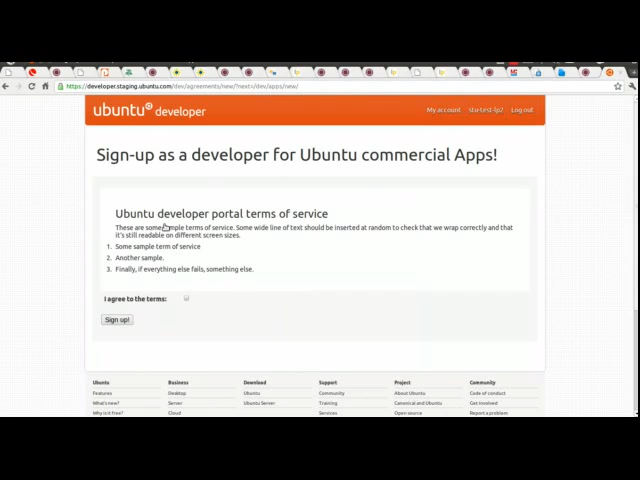 https://developer.staging.ubuntu.com/dev/agreements/new/?next=/dev/apps/new/
ubuntu developer
My account stu-test-lp2 Log out
Sign-up as a developer for Ubuntu commercial Apps!
Ubuntu developer portal terms of service
These are some sample terms of service. Some wide line of text should be inserted at random to check that we wrap correctly and that
it's still readable on different screen sizes.
1. Some sample term of service
2. Another sample.
3. Finally, if everything else fails, something else.
I agree to the terms:
Sign up!
Ubuntu Business Download Support Project Community
Features Desktop Ubuntu Community About Ubuntu Code of conduct
What's new? Server Ubuntu Server Training Canonical and Ubuntu Get involved
Why is it free? Cloud Services Open-source Report a problem